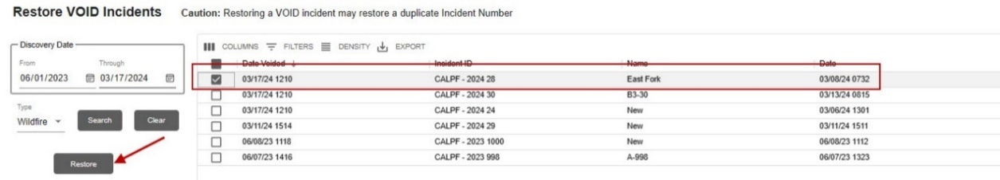 Restore VOID Incidents Caution: Restoring a VOID incident may restore a duplicate Incident Number
Discovery Date
From Through
06/01/2023 03/17/2024
Type
Wildfire
Search Clear
Restore
COLUMNS FILTERS DENSITY EXPORT
Date Voided ↓ Incident ID Name Date
03/17/24 1210 CALPF - 2024 28 East Fork 03/08/24 0732
03/17/24 1210 CALPF - 2024 30 B3-30 03/13/24 0815
03/17/24 1210 CALPF - 2024 24 New 03/06/24 1301
03/11/24 1514 CALPF - 2024 29 New 03/11/24 1511
06/08/23 1118 CALPF - 2023 1000 New 06/08/23 1112
06/07/23 1416 CALPF - 2023 998 A-998 06/07/23 1323